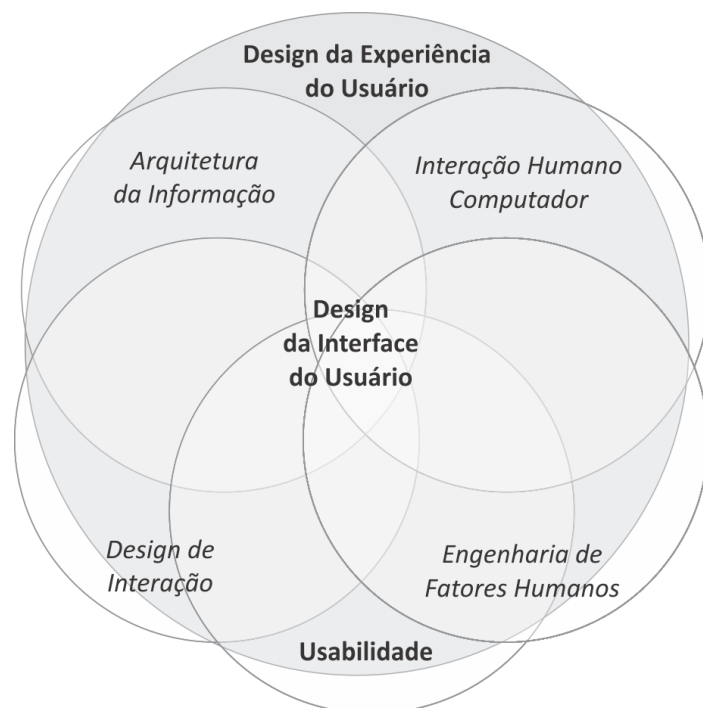 Design da Experiência
do Usuário
Arquitetura
da Informação
Interação Humano
Computador
Design
da Interface
do Usuário
Design de
Interação
Engenharia de
Fatores Humanos
Usabilidade